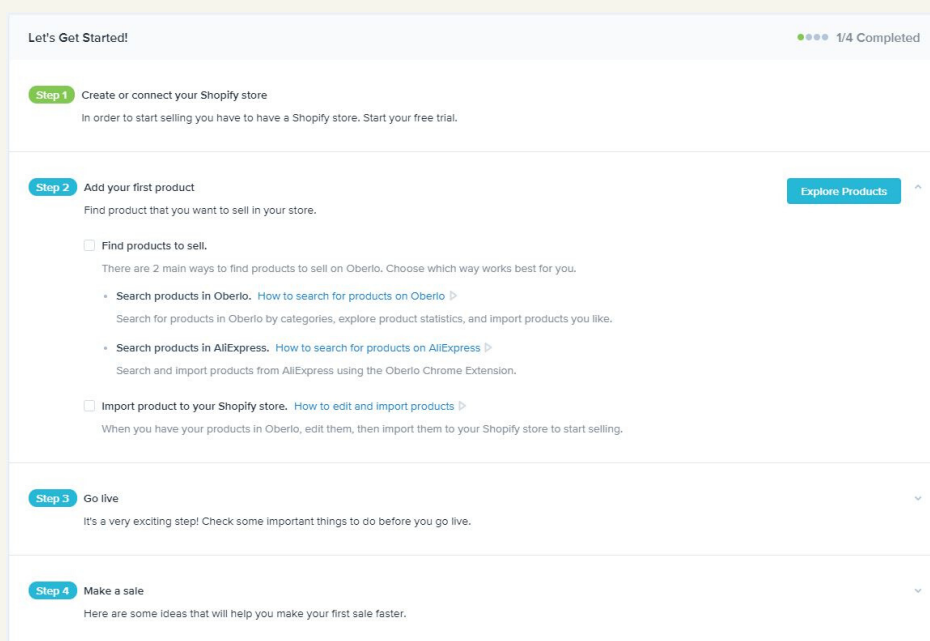 Let's Get Started!
1/4 Completed
Step 1 Create or connect your Shopify store
In order to start selling you have to have a Shopify store. Start your free trial.
Step 2 Add your first product
Explore Products
Find product that you want to sell in your store.
Find products to sell.
There are 2 main ways to find products to sell on Oberlo. Choose which way works best for you.
Search products in Oberlo. How to search for products on Oberlo
Search for products in Oberlo by categories, explore product statistics, and import products you like.
Search products in AliExpress. How to search for products on AliExpress
Search and import products from AliExpress using the Oberlo Chrome Extension.
Import product to your Shopify store. How to edit and import products
When you have your products in Oberlo, edit them, then import them to your Shopify store to start selling.
Step 3 Go live
It's a very exciting step! Check some important things to do before you go live.
Step 4 Make a sale
Here are some ideas that will help you make your first sale faster.